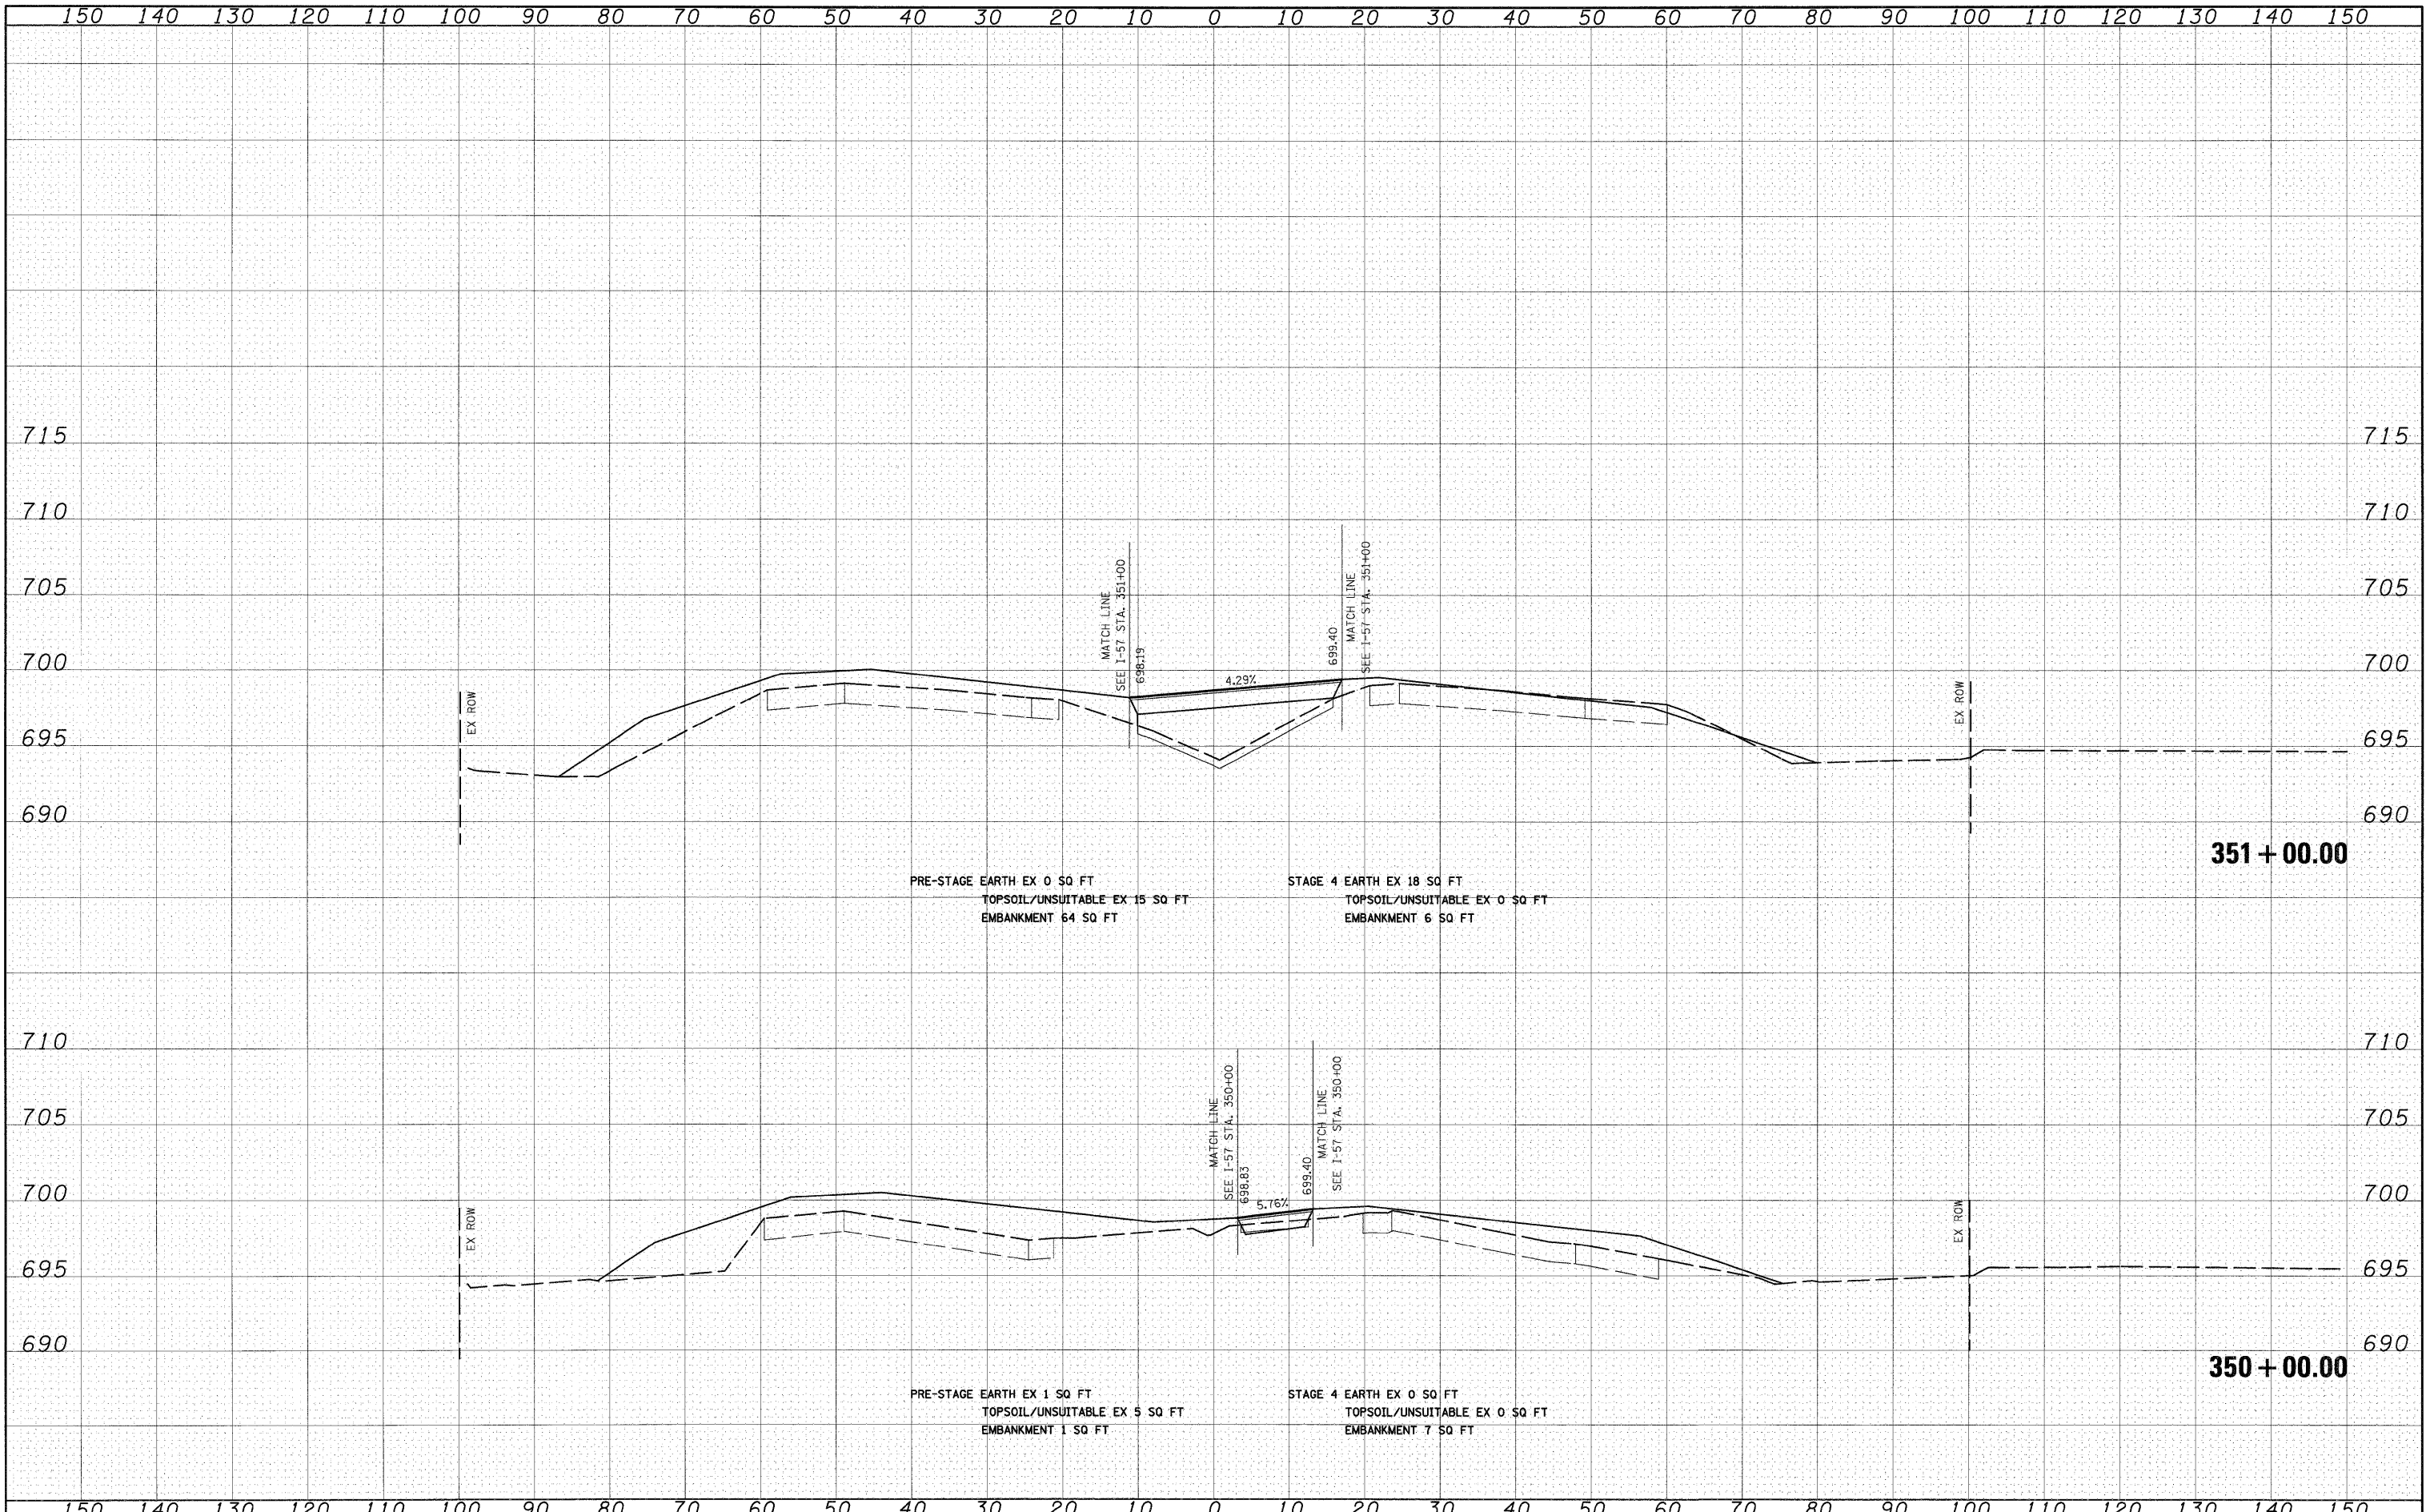 150 140 130 120 110 100 90 80 70 60 50 40 30 20 10 0 10 20 30 40 50 60 70 80 90 100 110 120 130 140 150
715 715
710 710
705 705
MATCH LINE
SEE I-57 STA. 351+00
698.19
4.29%
699.40
MATCH LINE
SEE I-57 STA. 351+00
700 700
EX ROW
EX ROW
695 695
690 690
351+00.00
PRE-STAGE EARTH EX 0 SQ FT
TOPSOIL/UNSUITABLE EX 15 SQ FT
EMBANKMENT 64 SQ FT
STAGE 4 EARTH EX 18 SQ FT
TOPSOIL/UNSUITABLE EX 0 SQ FT
EMBANKMENT 6 SQ FT
710 710
705 705
MATCH LINE
SEE I-57 STA. 350+00
698.83
5.76%
699.40
MATCH LINE
SEE I-57 STA. 350+00
700 700
EX ROW
EX ROW
695 695
690 690
350+00.00
PRE-STAGE EARTH EX 1 SQ FT
TOPSOIL/UNSUITABLE EX 5 SQ FT
EMBANKMENT 1 SQ FT
STAGE 4 EARTH EX 0 SQ FT
TOPSOIL/UNSUITABLE EX 0 SQ FT
EMBANKMENT 7 SQ FT
150 140 130 120 110 100 90 80 70 60 50 40 30 20 10 0 10 20 30 40 50 60 70 80 90 100 110 120 130 140 150